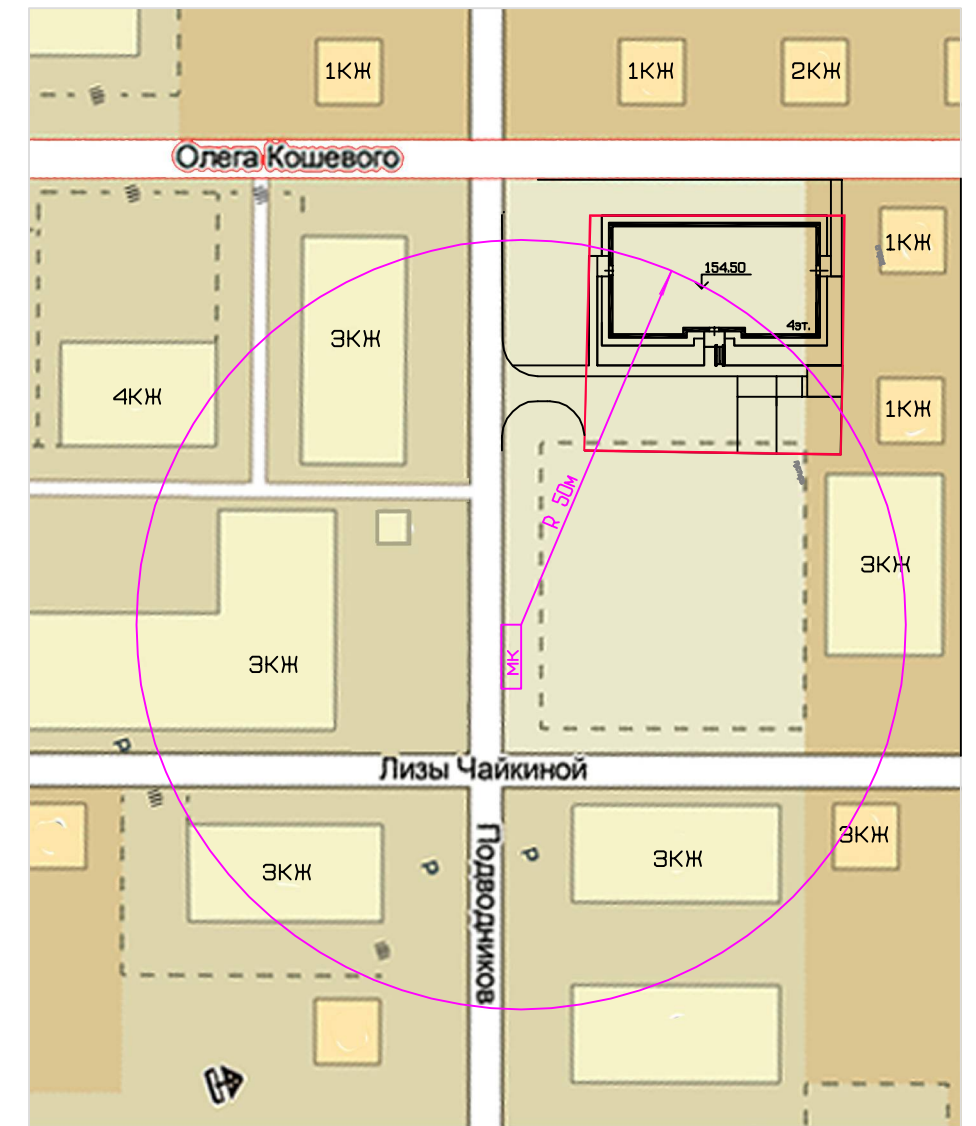 1КЖ
1КЖ
2КЖ
Олега Кошевого
1КЖ
154.50
4эт.
3КЖ
4КЖ
1КЖ
R 50м
3КЖ
МК
3КЖ
P
Лизы Чайкиной
3КЖ
3КЖ
3КЖ
P
P
Подводников